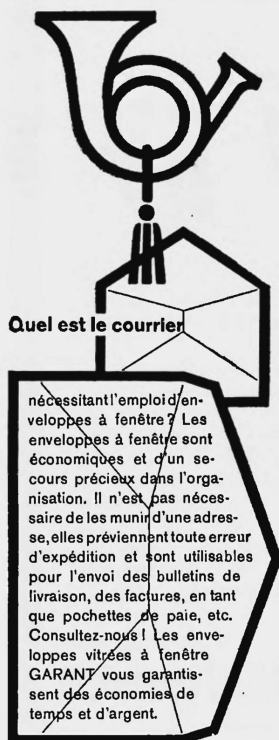 Quel est le courrier
nécessitant l'emploi d'en-
veloppes à fenêtre? Les
enveloppes à fenêtre sont
économiques et d'un se-
cours précieux dans l'orga-
nisation. Il n'est pas néces-
saire de les munir d'une adres-
se, elles préviennent toute erreur
d'expédition et sont utilisables
pour l'envoi des bulletins de
livraison, des factures, en tant
que pochettes de paie, etc.
Consultez-nous! Les enve-
loppes vitrées à fenêtre
GARANT vous garantis-
sent des économies de
temps et d'argent.